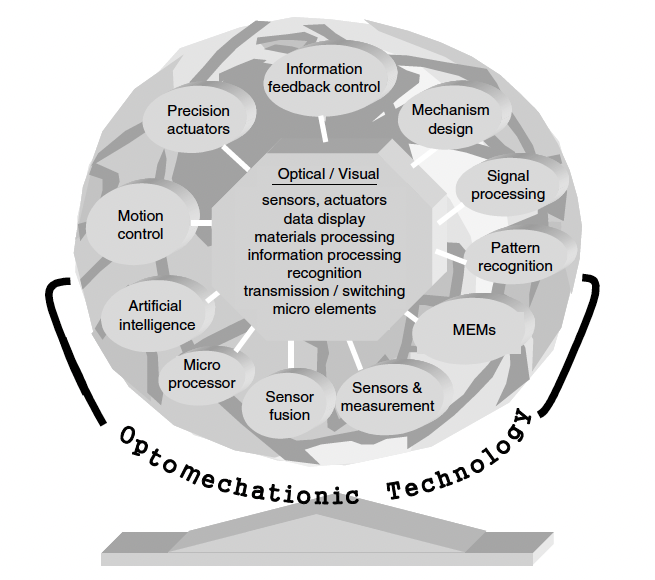 Information
feedback control
Precision
actuators
Mechanism
design
Optical / Visual
sensors, actuators
data display
materials processing
information processing
recognition
transmission / switching
micro elements
Signal
processing
Motion
control
Pattern
recognition
Artificial
intelligence
MEMs
Micro
processor
Sensor
fusion
Sensors &
measurement
Optomechationic Technology